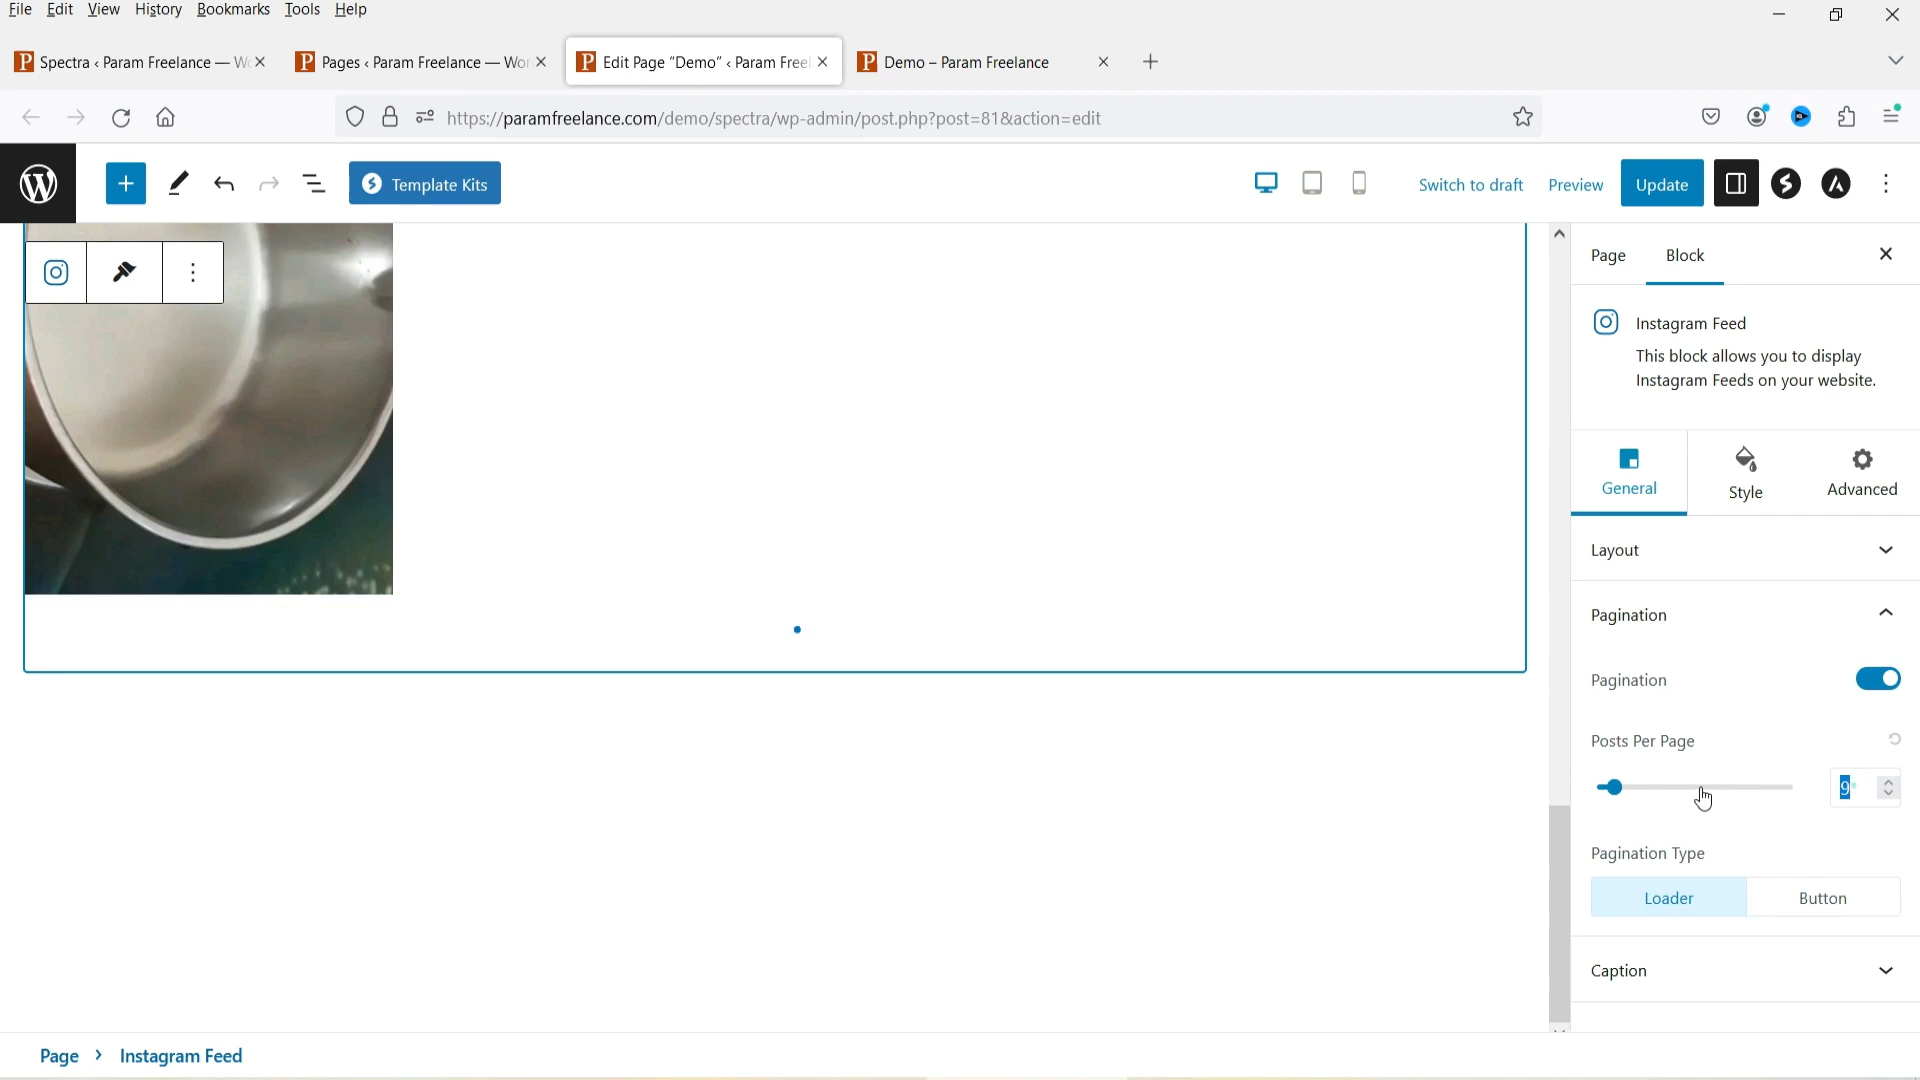 File Edit View History Bookmarks Tools Help
Spectra ‹ Param Freelance — Wo Pages ‹ Param Freelance — Wor Edit Page "Demo" ‹ Param Freel Demo – Param Freelance
https://paramfreelance.com/demo/spectra/wp-admin/post.php?post=81&action=edit
Template Kits Switch to draft Preview Update
Page Block
Instagram Feed
This block allows you to display
Instagram Feeds on your website.
General Style Advanced
Layout
Pagination
Pagination
Posts Per Page
9
Pagination Type
Loader Button
Caption
Page › Instagram Feed